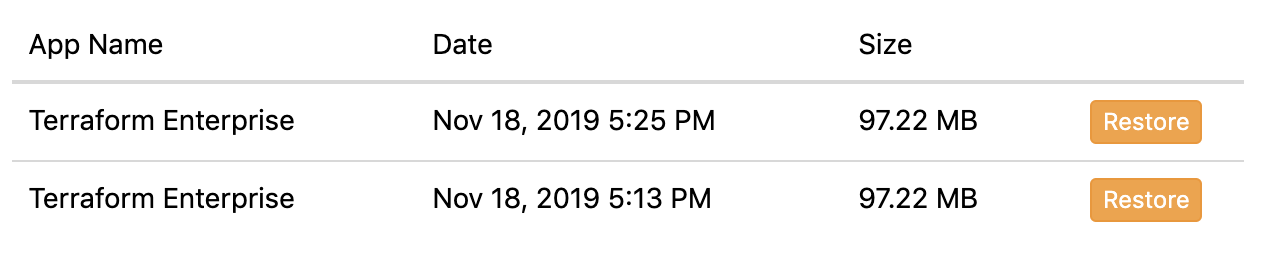 App Name Date Size
Terraform Enterprise Nov 18, 2019 5:25 PM 97.22 MB Restore
Terraform Enterprise Nov 18, 2019 5:13 PM 97.22 MB Restore